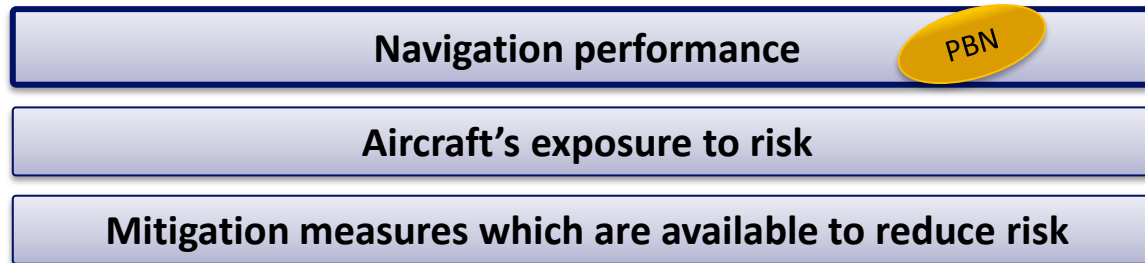 Navigation performance
PBN
Aircraft’s exposure to risk
Mitigation measures which are available to reduce risk